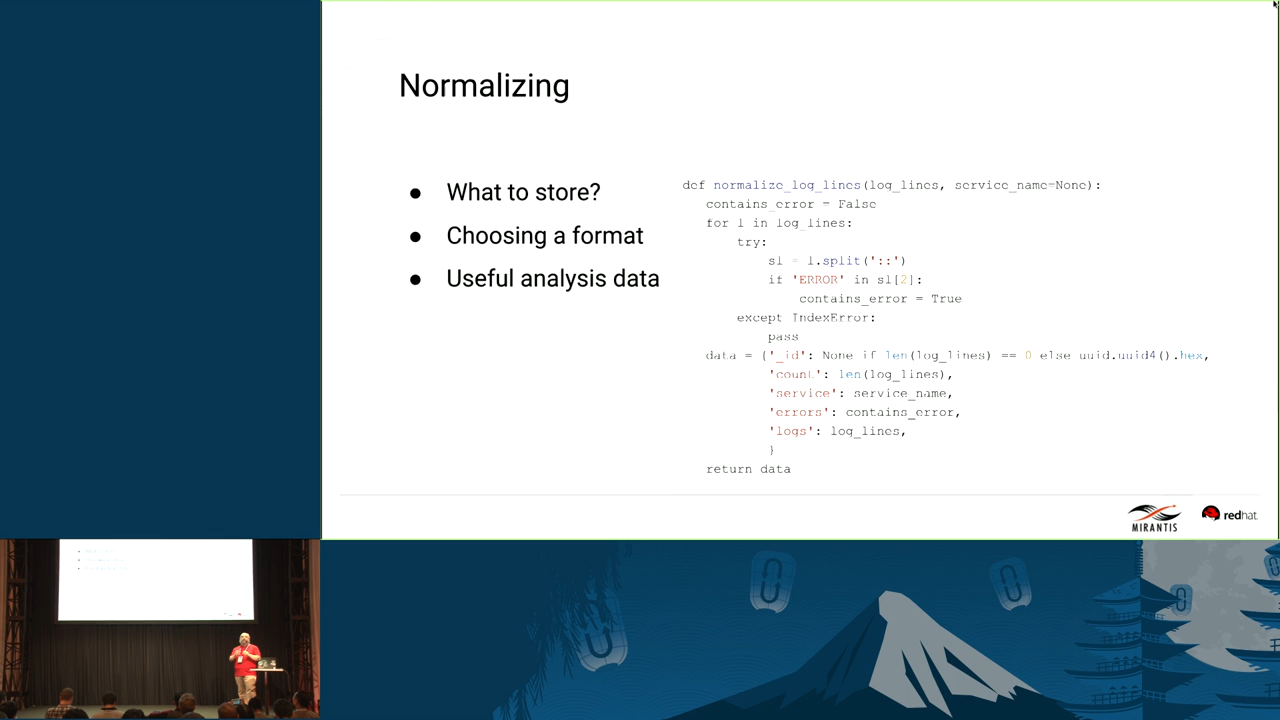 Normalizing
● What to store?
● Choosing a format
● Useful analysis data
def normalize_log_lines(log_lines, service_name=None):
contains_error = False
for l in log_lines:
try:
sl = l.split('::')
if 'ERROR' in sl[2]:
contains_error = True
except IndexError:
pass
data = {'_id': None if len(log_lines) == 0 else uuid.uuid4().hex,
'count': len(log_lines),
'service': service_name,
'errors': contains_error,
'logs': log_lines,
}
return data
MIRANTIS
redhat.